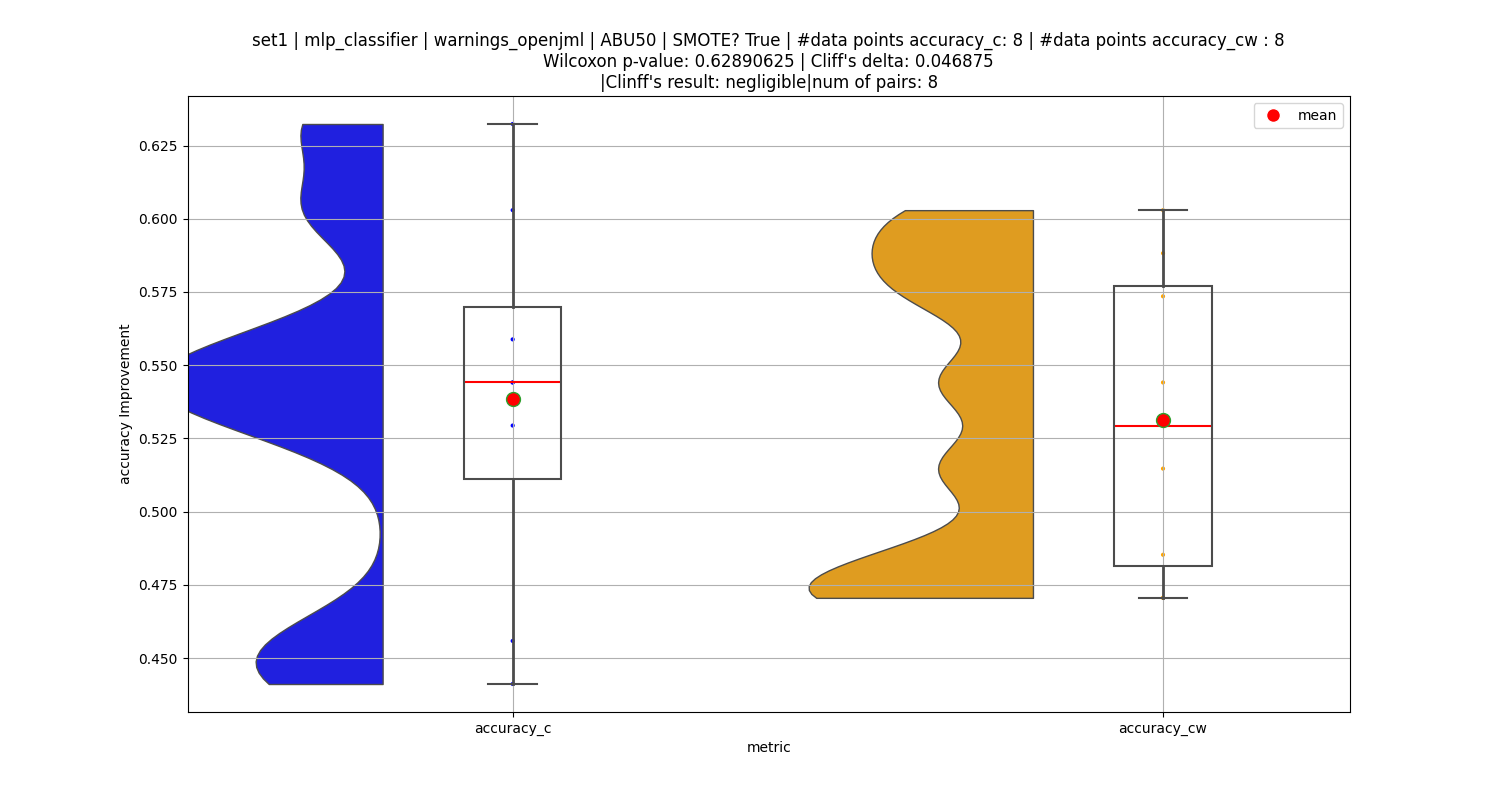 set1 | mlp_classifier | warnings_openjml | ABU50 | SMOTE? True | #data points accuracy_c: 8 | #data points accuracy_cw : 8
Wilcoxon p-value: 0.62890625 | Cliff's delta: 0.046875
|Clinff's result: negligible|num of pairs: 8
mean
0.625
0.600
0.575
0.550
0.525
0.500
0.475
0.450
accuracy Improvement
accuracy_c
accuracy_cw
metric